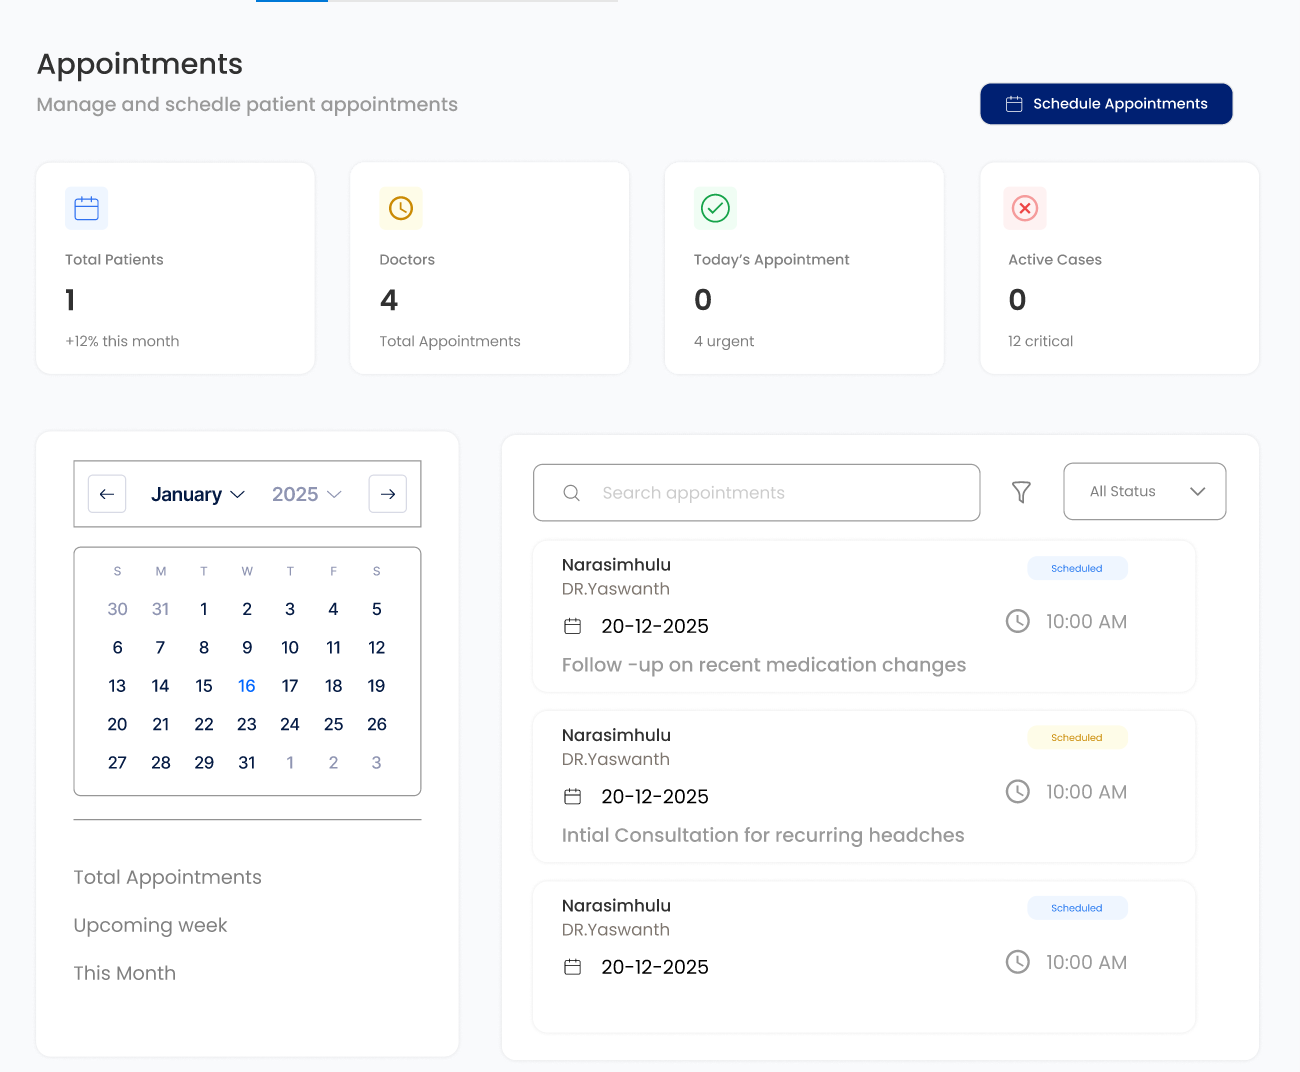 Appointments
Manage and schedle patient appointments
Schedule Appointments
Total Patients
1
+12% this month
Doctors
4
Total Appointments
Today's Appointment
0
4 urgent
Active Cases
0
12 critical
January 2025
S M T W T F S
30 31 1 2 3 4 5
6 7 8 9 10 11 12
13 14 15 16 17 18 19
20 21 22 23 24 25 26
27 28 29 31 1 2 3
Total Appointments
Upcoming week
This Month
Search appointments
All Status
Narasimhulu
Scheduled
DR.Yaswanth
20-12-2025
10:00 AM
Follow -up on recent medication changes
Narasimhulu
Scheduled
DR.Yaswanth
20-12-2025
10:00 AM
Intial Consultation for recurring headches
Narasimhulu
Scheduled
DR.Yaswanth
20-12-2025
10:00 AM